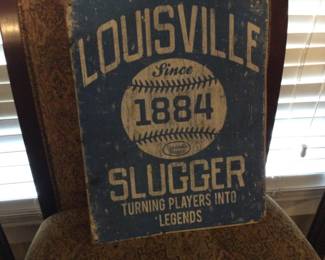 LOUISVILLE
Since
1884
SLUGGER
TURNING PLAYERS INTO
LEGENDS